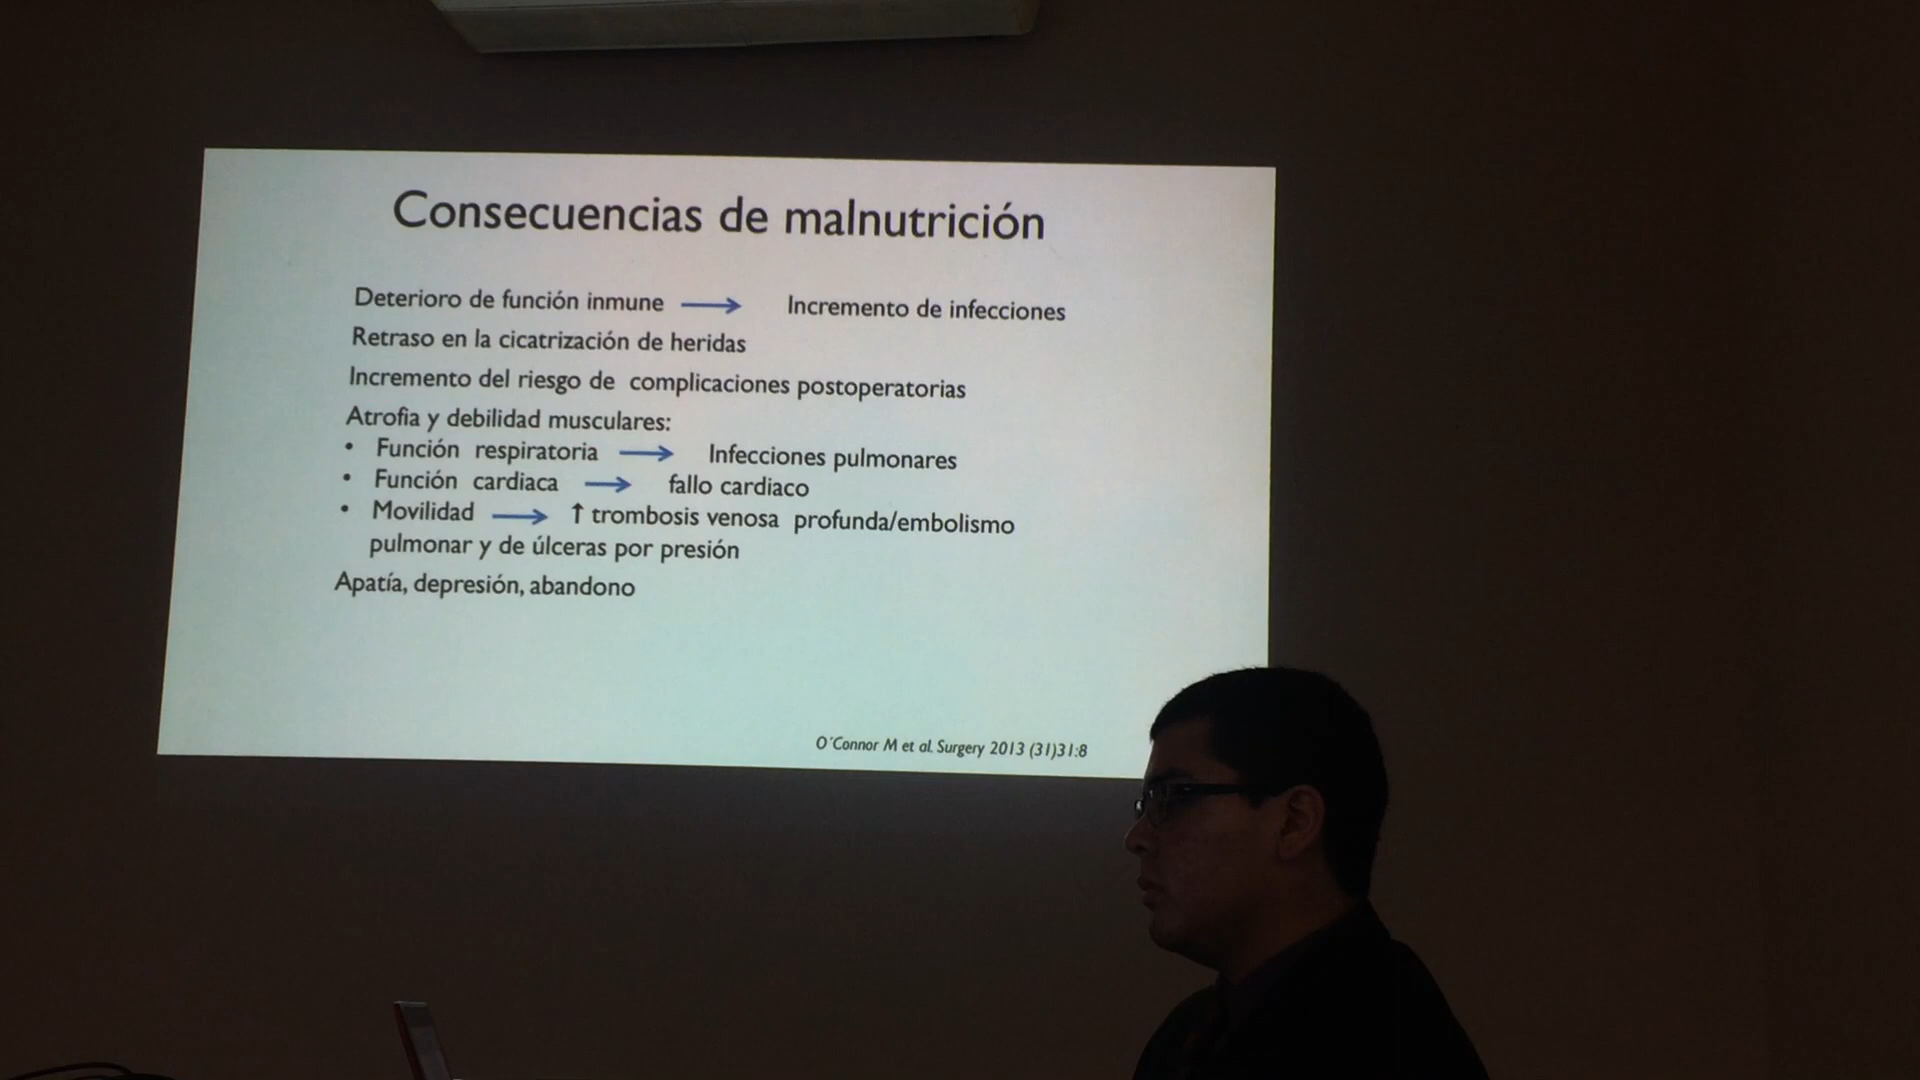 Consecuencias de malnutrición
Deterioro de función inmune → Incremento de infecciones
Retraso en la cicatrización de heridas
Incremento del riesgo de complicaciones postoperatorias
Atrofia y debilidad musculares:
• Función respiratoria → Infecciones pulmonares
• Función cardiaca → fallo cardiaco
• Movilidad → ↑ trombosis venosa profunda/embolismo
pulmonar y de úlceras por presión
Apatía, depresión, abandono
O´Connor M et al. Surgery 2013 (31)31:8